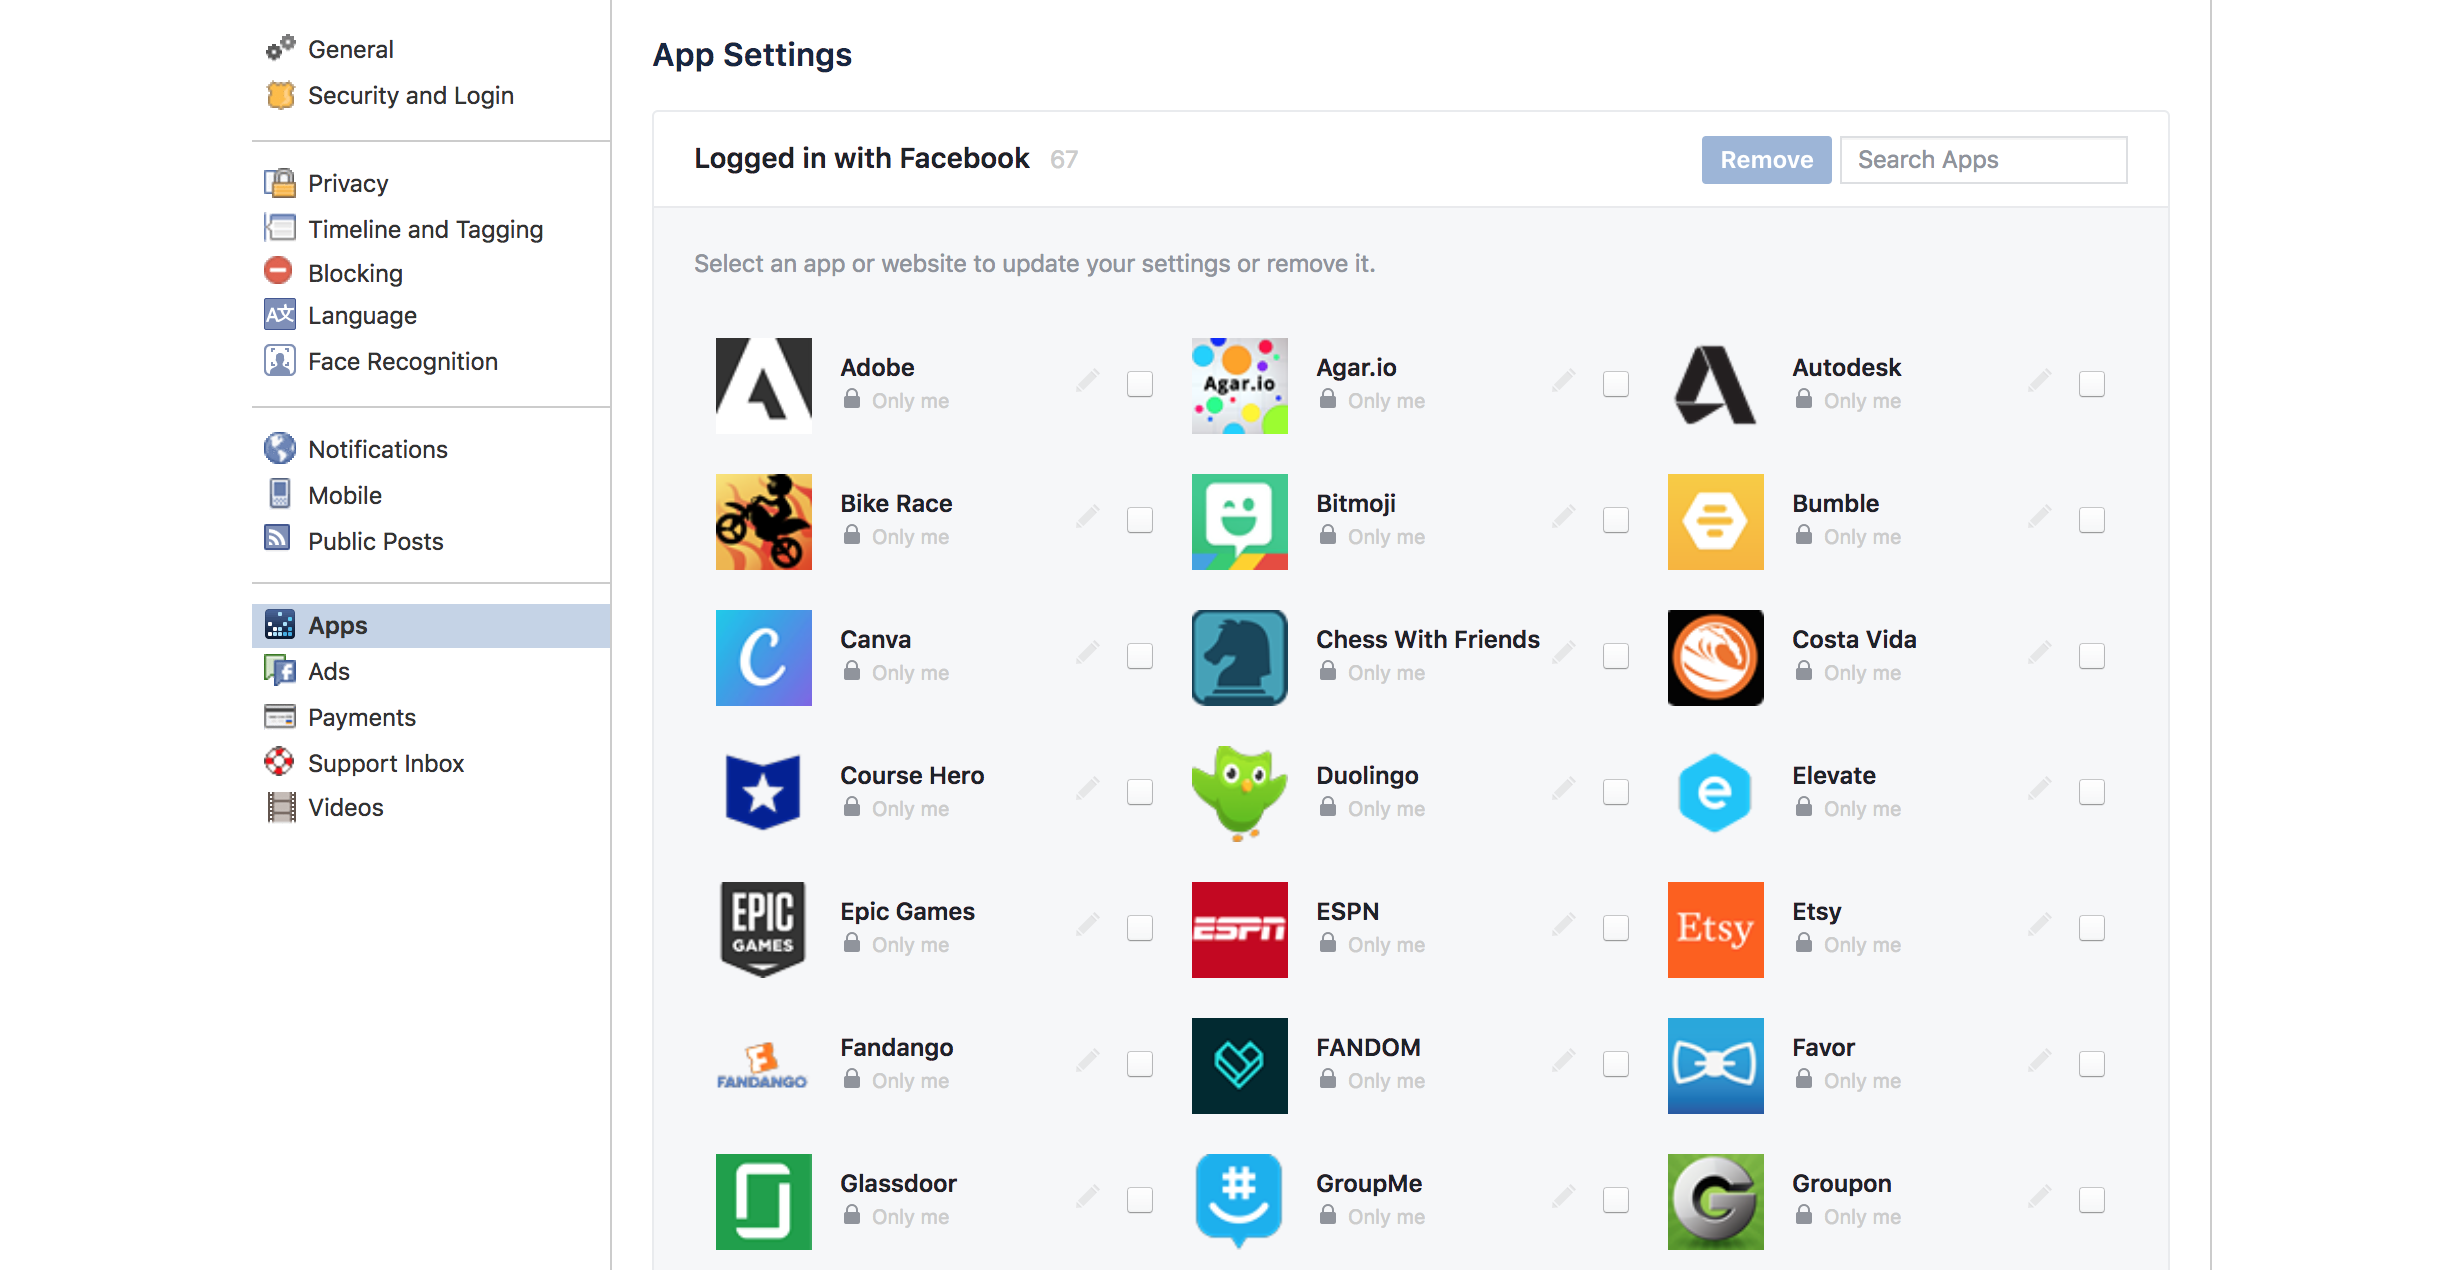 General
Security and Login
Privacy
Timeline and Tagging
Blocking
A文
Language
Face Recognition
Notifications
Mobile
Public Posts
Apps
f
Ads
Payments
Support Inbox
Videos
App Settings
Logged in with Facebook 67
Remove
Search Apps
Select an app or website to update your settings or remove it.
Adobe
Only me
Agar.io
Agar.io
Only me
Autodesk
Only me
Bike Race
Only me
Bitmoji
Only me
Bumble
Only me
C
Canva
Only me
Chess With Friends
Only me
Costa Vida
Only me
Course Hero
Only me
Duolingo
Only me
e
Elevate
Only me
EPIC
GAMES
Epic Games
Only me
ESPN
ESPN
Only me
Etsy
Etsy
Only me
F
FANDANGO
Fandango
Only me
FANDOM
Only me
Favor
Only me
Glassdoor
Only me
#
GroupMe
Only me
G
Groupon
Only me